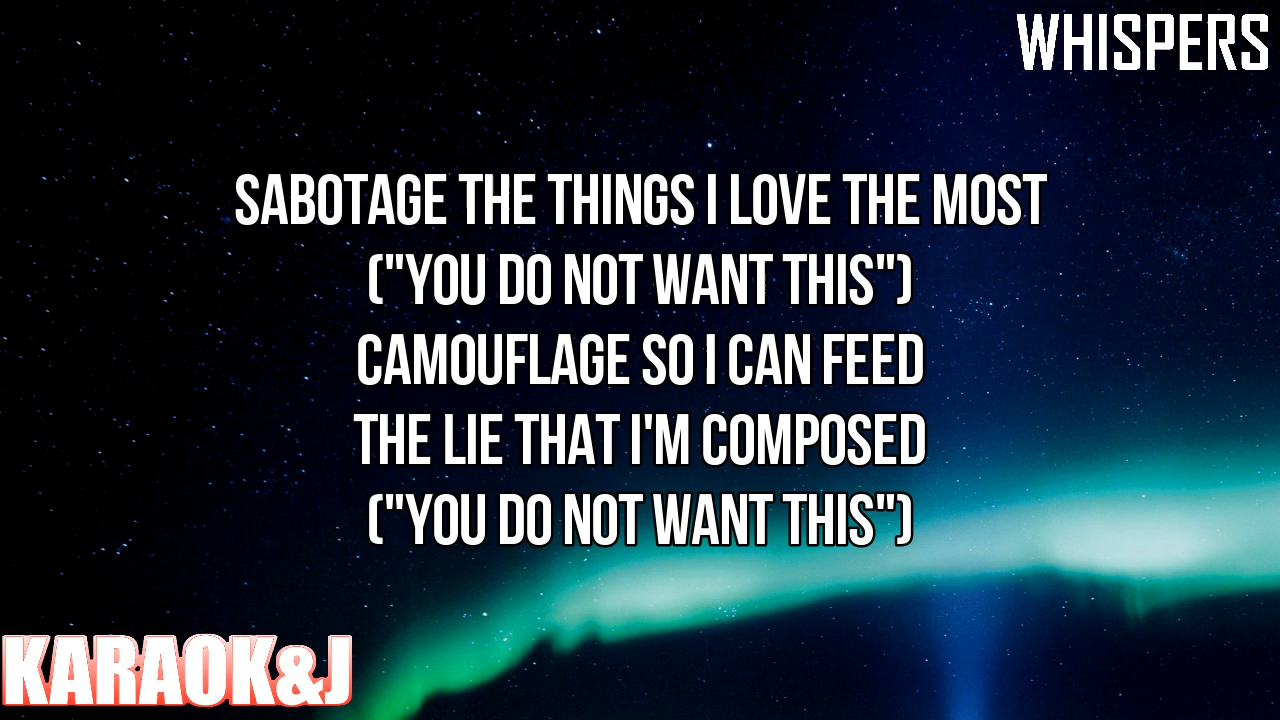 WHISPERS
SABOTAGE THE THINGS I LOVE THE MOST
("YOU DO NOT WANT THIS")
CAMOUFLAGE SO I CAN FEED
THE LIE THAT I'M COMPOSED
("YOU DO NOT WANT THIS")
KARAOK&J